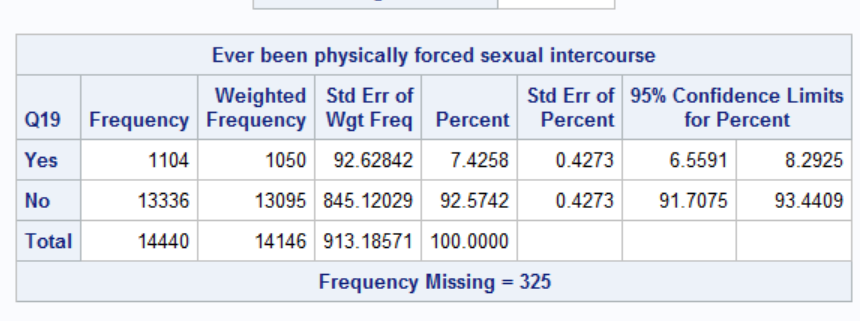 Ever been physically forced sexual intercourse
Q19 Frequency Weighted Frequency Std Err of Wgt Freq Percent Std Err of Percent 95% Confidence Limits for Percent
Yes 1104 1050 92.62842 7.4258 0.4273 6.5591 8.2925
No 13336 13095 845.12029 92.5742 0.4273 91.7075 93.4409
Total 14440 14146 913.18571 100.0000
Frequency Missing = 325